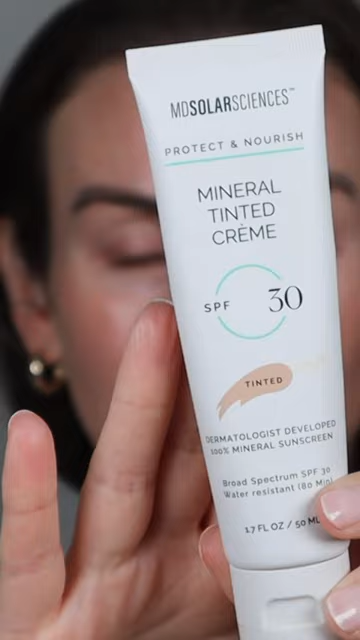 MDSOLARSCIENCES™
PROTECT & NOURISH
MINERAL
TINTED
CRÈME
SPF 30
TINTED
DERMATOLOGIST DEVELOPED
100% MINERAL SUNSCREEN
Broad Spectrum SPF 30
Water resistant (80 Min)
1.7 FL OZ / 50 ML